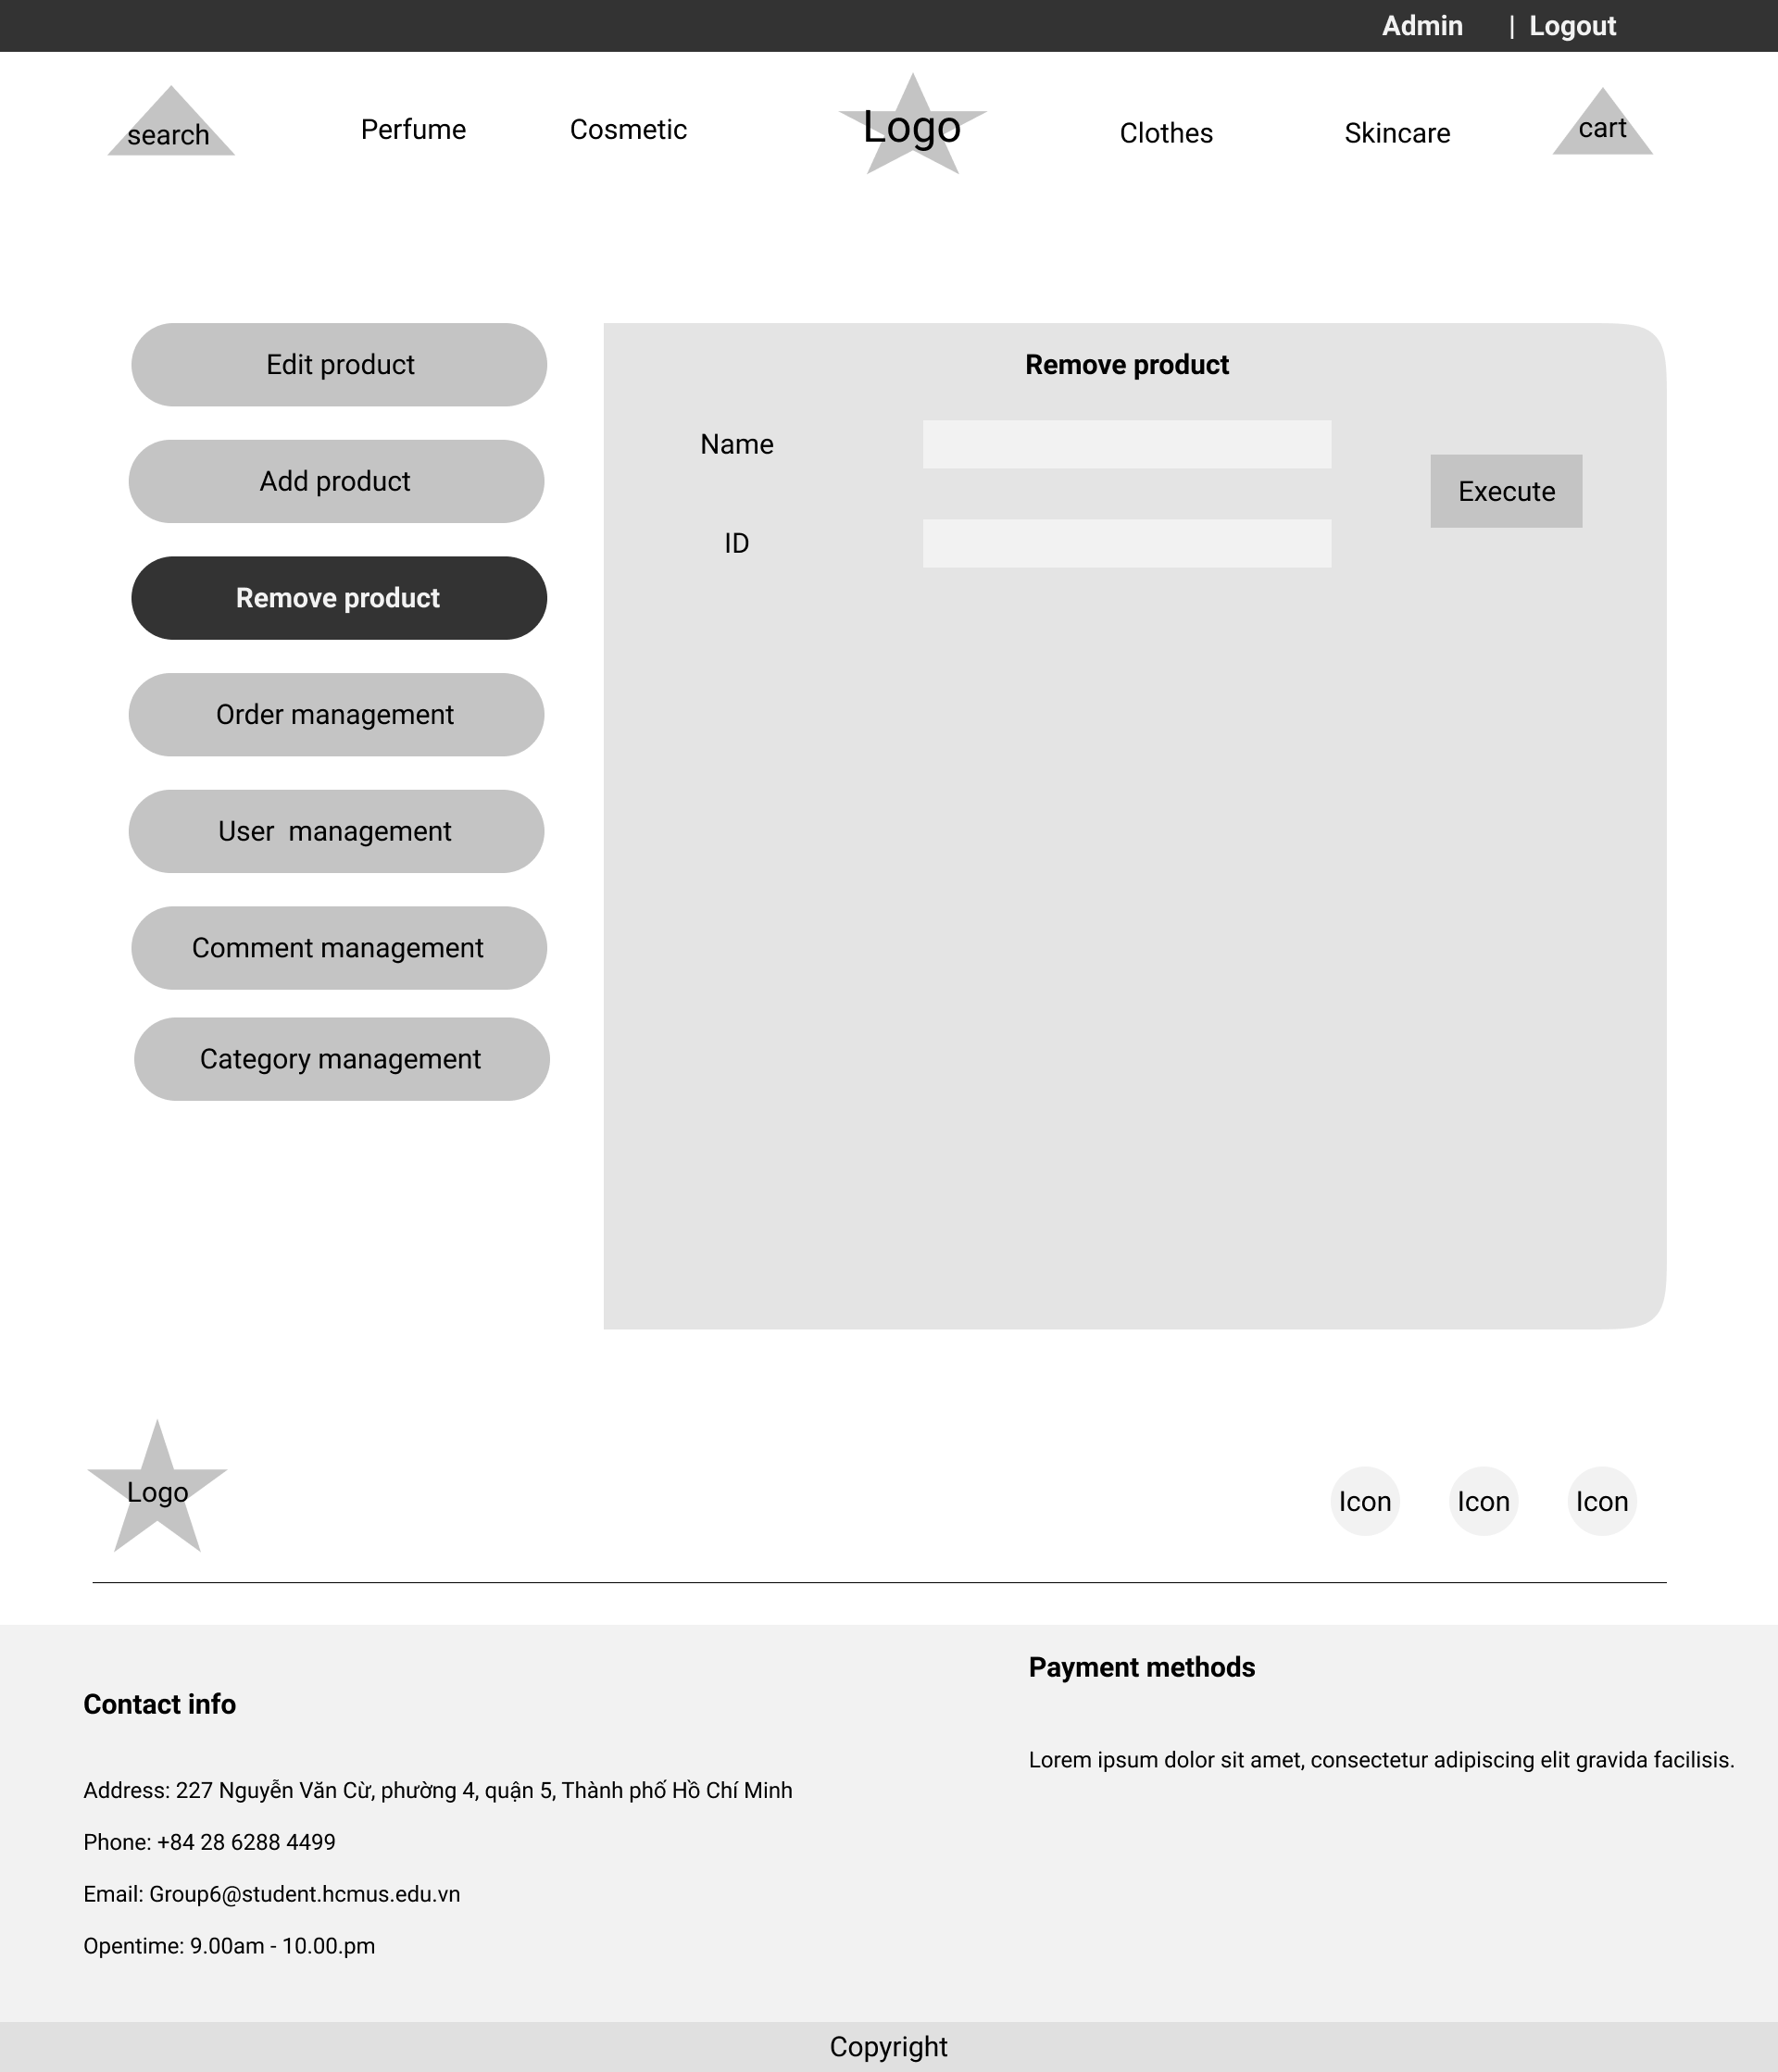 Admin | Logout
search Perfume Cosmetic Logo Clothes Skincare cart
Edit product
Add product
Remove product
Order management
User  management
Comment management
Category management
Remove product
Name
Execute
ID
Logo
Icon Icon Icon
Contact info
Address: 227 Nguyễn Văn Cừ, phường 4, quận 5, Thành phố Hồ Chí Minh
Phone: +84 28 6288 4499
Email: Group6@student.hcmus.edu.vn
Opentime: 9.00am - 10.00.pm
Payment methods
Lorem ipsum dolor sit amet, consectetur adipiscing elit gravida facilisis.
Copyright